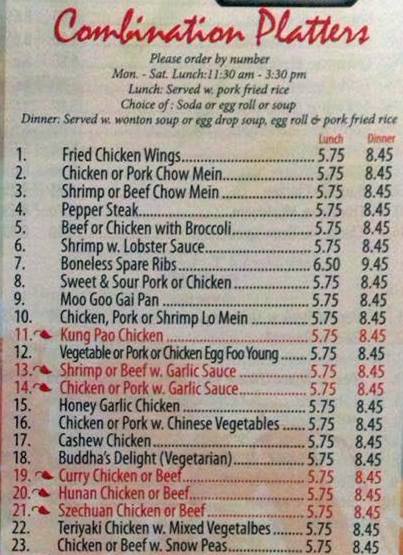 Combination Platters
Please order by number
Mon. - Sat. Lunch:11:30 am - 3:30 pm
Lunch: Served w. pork fried rice
Choice of : Soda or egg roll or soup
Dinner: Served w. wonton soup or egg drop soup, egg roll & pork fried rice
Lunch Dinner
1. Fried Chicken Wings 5.75 8.45
2. Chicken or Pork Chow Mein 5.75 8.45
3. Shrimp or Beef Chow Mein 5.75 8.45
4. Pepper Steak 5.75 8.45
5. Beef or Chicken with Broccoli 5.75 8.45
6. Shrimp w. Lobster Sauce 5.75 8.45
7. Boneless Spare Ribs 6.50 9.45
8. Sweet & Sour Pork or Chicken 5.75 8.45
9. Moo Goo Gai Pan 5.75 8.45
10. Chicken, Pork or Shrimp Lo Mein 5.75 8.45
11. Kung Pao Chicken 5.75 8.45
12. Vegetable or Pork or Chicken Egg Foo Young 5.75 8.45
13. Shrimp or Beef w. Garlic Sauce 5.75 8.45
14. Chicken or Pork w. Garlic Sauce 5.75 8.45
15. Honey Garlic Chicken 5.75 8.45
16. Chicken or Pork w. Chinese Vegetables 5.75 8.45
17. Cashew Chicken 5.75 8.45
18. Buddha's Delight (Vegetarian) 5.75 8.45
19. Curry Chicken or Beef 5.75 8.45
20. Hunan Chicken or Beef 5.75 8.45
21. Szechuan Chicken or Beef 5.75 8.45
22. Teriyaki Chicken w. Mixed Vegetalbes 5.75 8.45
23. Chicken or Beef w. Snow Peas 5.75 8.45